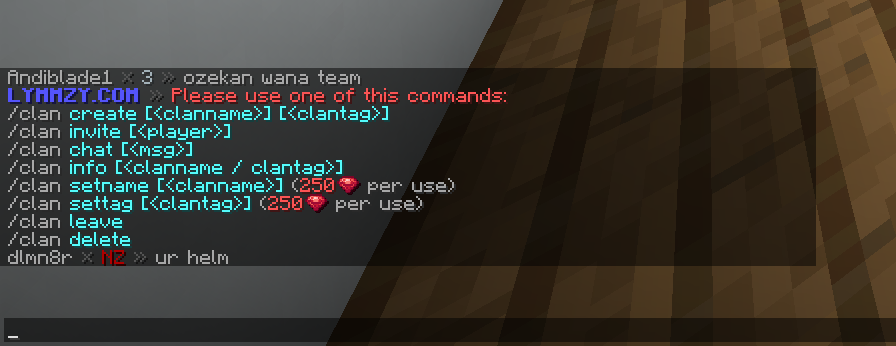 Andiblade1 × 3 » ozekan wana team
LYMMZY.COM » Please use one of this commands:
/clan create [<clanname>] [<clantag>]
/clan invite [<player>]
/clan chat [<msg>]
/clan info [<clanname / clantag>]
/clan setname [<clanname>] (250 per use)
/clan settag [<clantag>] (250 per use)
/clan leave
/clan delete
dlmn8r × NZ » ur helm
_